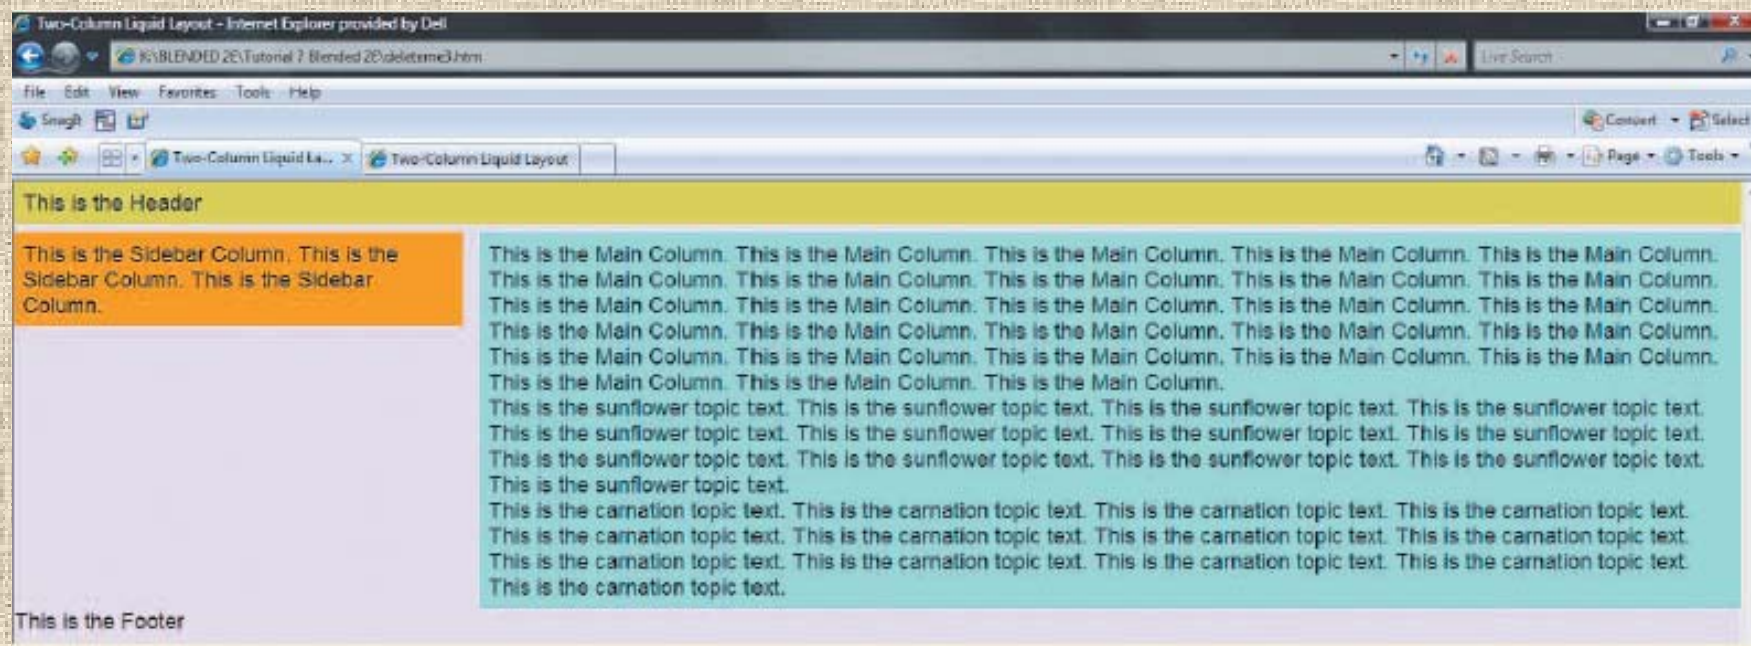 Two-Column Liquid Layout - Internet Explorer provided by Dell
K:\BLENDED 2E\Tutorial 7 Blended 2E\deleteme3.htm
Live Search
File Edit View Favorites Tools Help
SnagIt
Convert Select
Two-Column Liquid La... Two-Column Liquid Layout
Page Tools
This is the Header
This is the Sidebar Column. This is the
Sidebar Column. This is the Sidebar
Column.
This is the Main Column. This is the Main Column. This is the Main Column. This is the Main Column. This is the Main Column.
This is the Main Column. This is the Main Column. This is the Main Column. This is the Main Column. This is the Main Column.
This is the Main Column. This is the Main Column. This is the Main Column. This is the Main Column. This is the Main Column.
This is the Main Column. This is the Main Column. This is the Main Column. This is the Main Column. This is the Main Column.
This is the Main Column. This is the Main Column. This is the Main Column. This is the Main Column. This is the Main Column.
This is the Main Column. This is the Main Column. This is the Main Column.
This is the sunflower topic text. This is the sunflower topic text. This is the sunflower topic text. This is the sunflower topic text.
This is the sunflower topic text. This is the sunflower topic text. This is the sunflower topic text. This is the sunflower topic text.
This is the sunflower topic text. This is the sunflower topic text. This is the sunflower topic text. This is the sunflower topic text.
This is the sunflower topic text.
This is the carnation topic text. This is the carnation topic text. This is the carnation topic text. This is the carnation topic text.
This is the carnation topic text. This is the carnation topic text. This is the carnation topic text. This is the carnation topic text.
This is the carnation topic text. This is the carnation topic text. This is the carnation topic text. This is the carnation topic text.
This is the carnation topic text.
This is the Footer